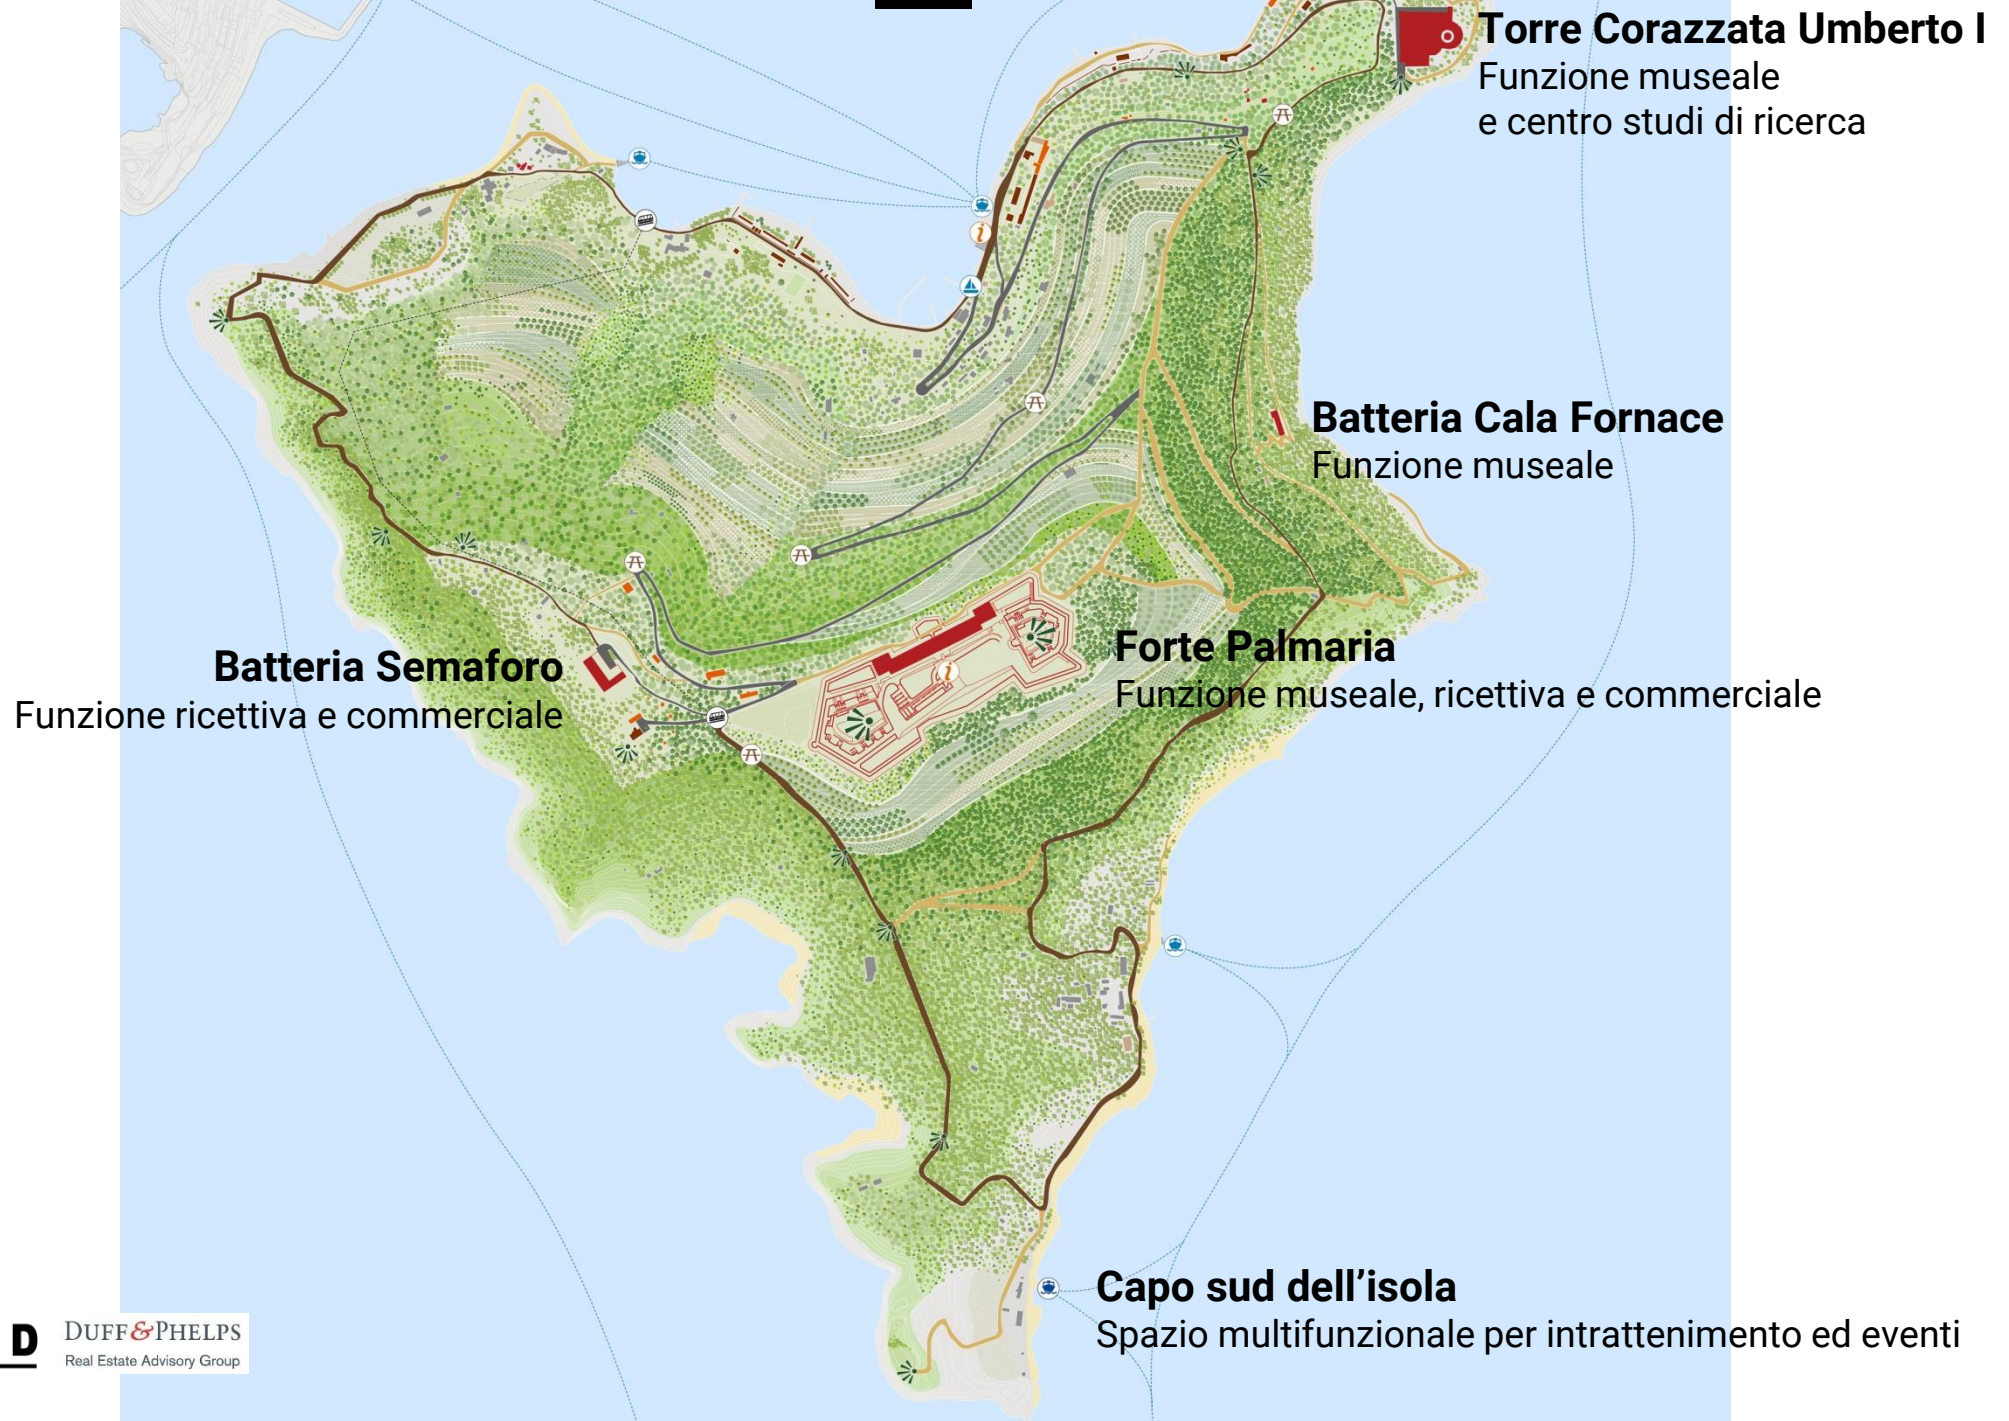 Torre Corazzata Umberto I
Funzione museale
e centro studi di ricerca
Batteria Cala Fornace
Funzione museale
Forte Palmaria
Funzione museale, ricettiva e commerciale
Batteria Semaforo
Funzione ricettiva e commerciale
Capo sud dell’isola
Spazio multifunzionale per intrattenimento ed eventi
i
i
D
DUFF&PHELPS
Real Estate Advisory Group